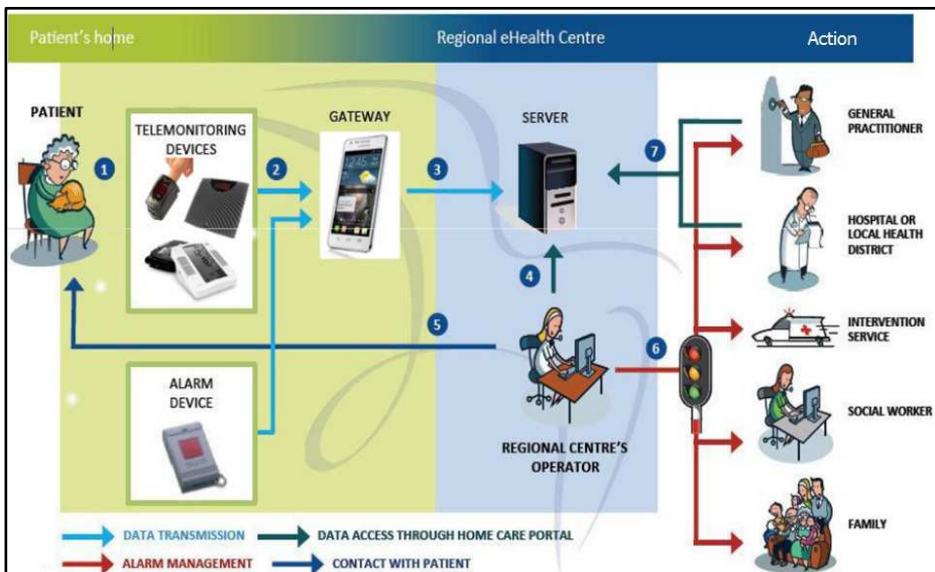 Patient's home
Regional eHealth Centre
Action
PATIENT
1
TELEMONITORING
DEVICES
2
GATEWAY
3
SERVER
7
GENERAL
PRACTITIONER
HOSPITAL OR
LOCAL HEALTH
DISTRICT
4
5
6
INTERVENTION
SERVICE
ALARM
DEVICE
REGIONAL CENTRE'S
OPERATOR
SOCIAL WORKER
FAMILY
DATA TRANSMISSION
DATA ACCESS THROUGH HOME CARE PORTAL
ALARM MANAGEMENT
CONTACT WITH PATIENT